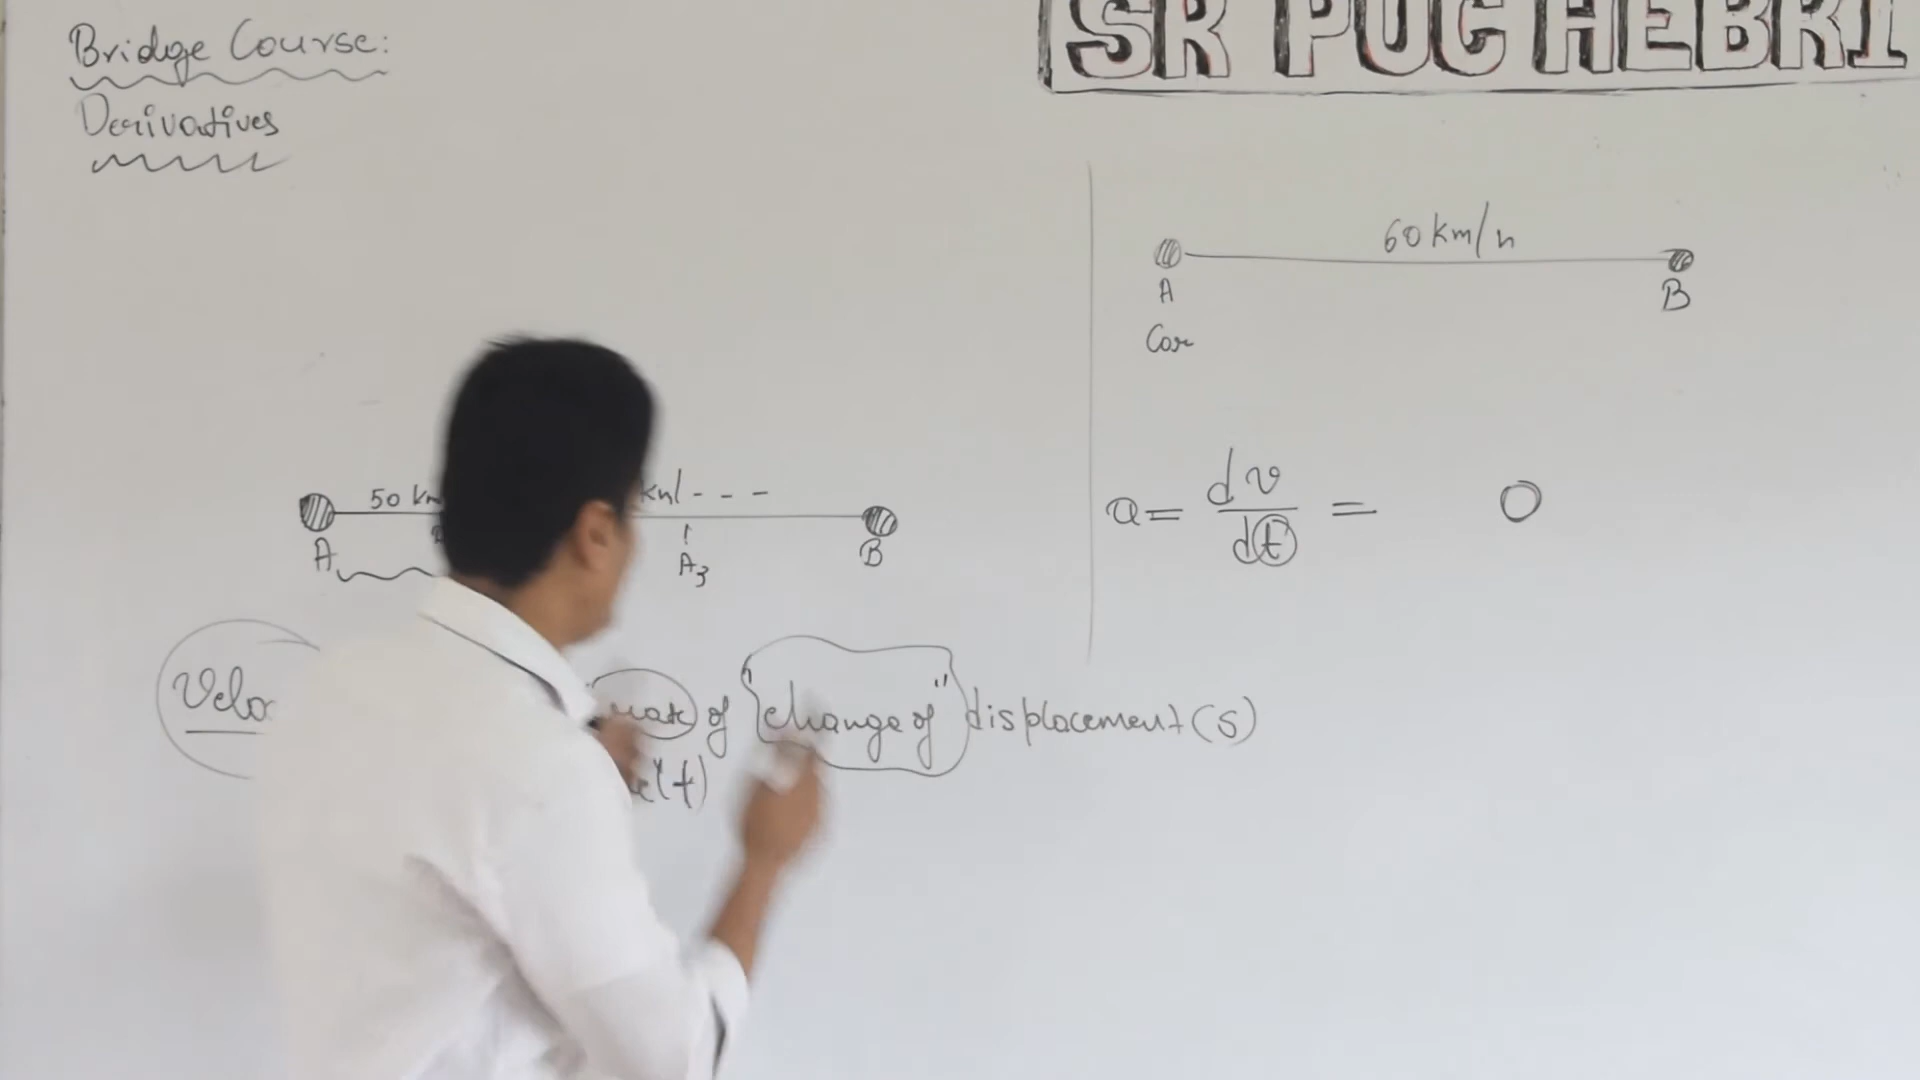 SR PUC HEBRI
Bridge Course:
Derivatives
60 km/h
A
B
Car
50 km
- - -
A
A3
B
a = dv/dt = 0
Velo
of "change of" displacement (s)
(t)